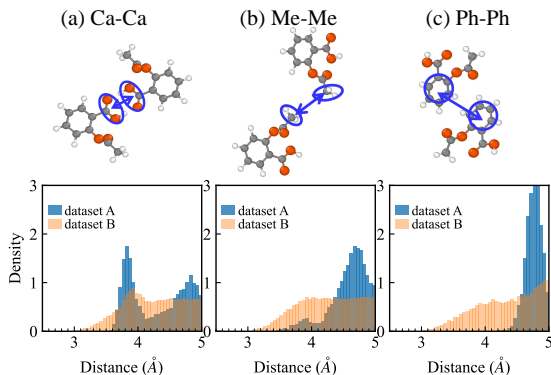 (a) Ca-Ca
(b) Me-Me
(c) Ph-Ph
Density
3
2
1
0
dataset A
dataset B
3
4
5
Distance (Å)
3
2
1
0
dataset A
dataset B
3
4
5
Distance (Å)
3
2
1
0
dataset A
dataset B
3
4
5
Distance (Å)